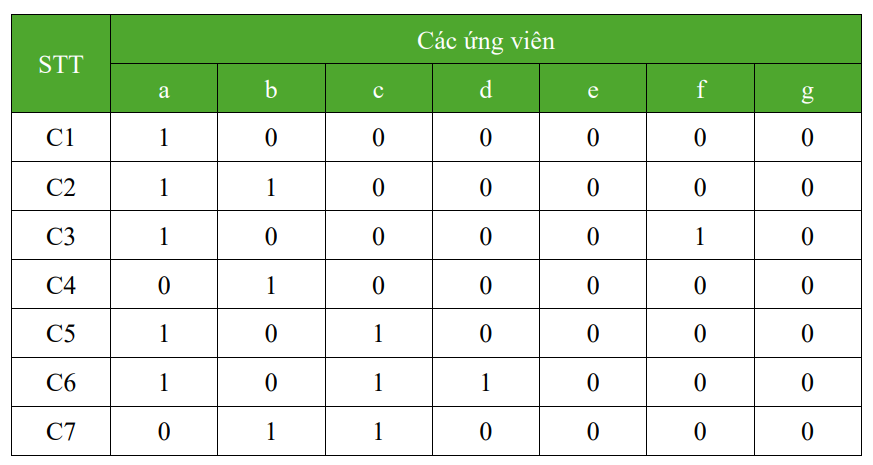 STT Các ứng viên
a b c d e f g
C1 1 0 0 0 0 0 0
C2 1 1 0 0 0 0 0
C3 1 0 0 0 0 1 0
C4 0 1 0 0 0 0 0
C5 1 0 1 0 0 0 0
C6 1 0 1 1 0 0 0
C7 0 1 1 0 0 0 0